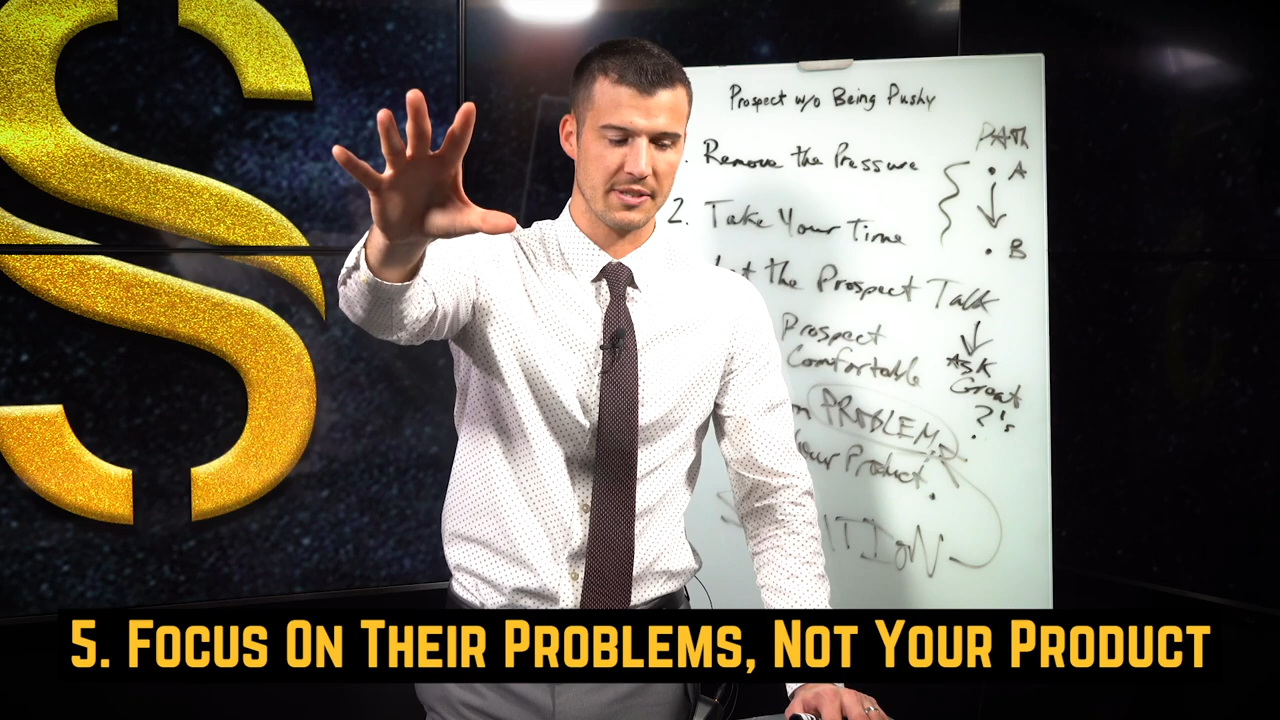 Prospect w/o Being Pushy
Remove the Pressure
2. Take Your Time
the Prospect Talk
Prospect
Comfortable
PROBLEM
Your Product.
PATH
A
B
ASK
Great
?'s
5. Focus On Their Problems, Not Your Product